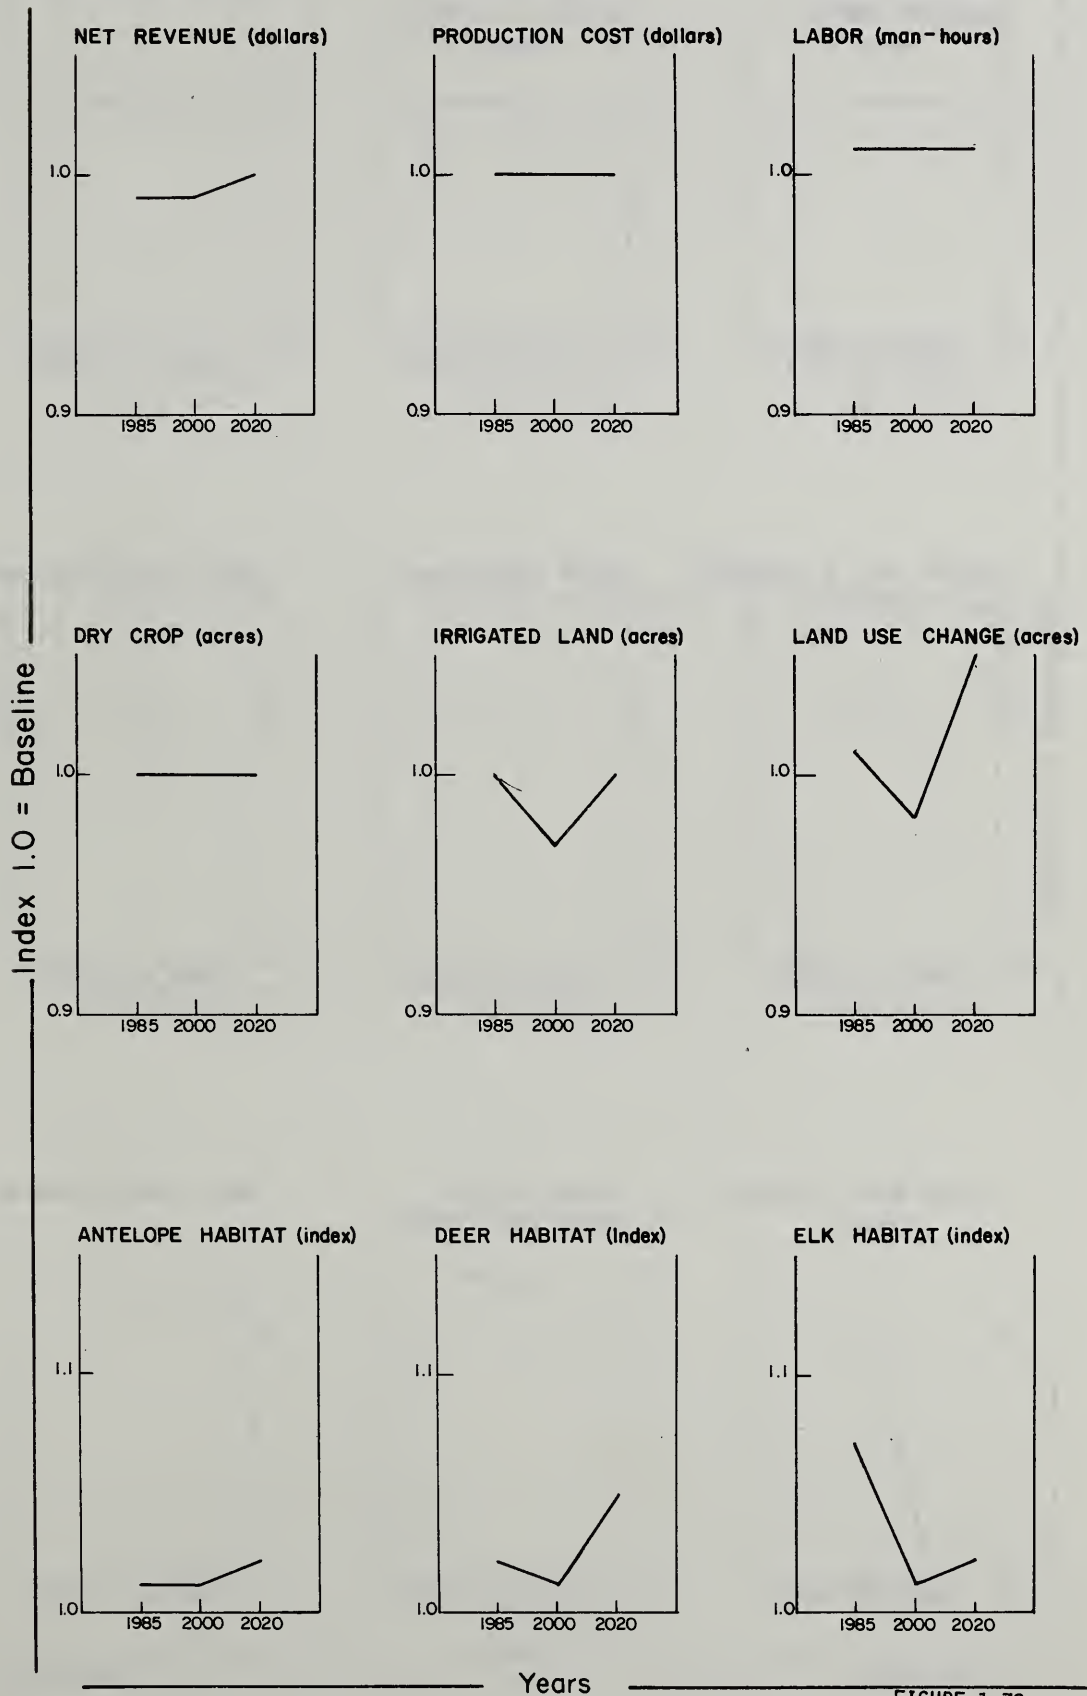 NET REVENUE (dollars)
PRODUCTION COST (dollars)
LABOR (man-hours)
1.0
1.0
1.0
0.9
0.9
0.9
1985 2000 2020
1985 2000 2020
1985 2000 2020
Index 1.0 = Baseline
DRY CROP (acres)
IRRIGATED LAND (acres)
LAND USE CHANGE (acres)
1.0
1.0
1.0
0.9
0.9
0.9
1985 2000 2020
1985 2000 2020
1985 2000 2020
ANTELOPE HABITAT (index)
DEER HABITAT (Index)
ELK HABITAT (index)
1.1
1.1
1.1
1.0
1.0
1.0
1985 2000 2020
1985 2000 2020
1985 2000 2020
Years